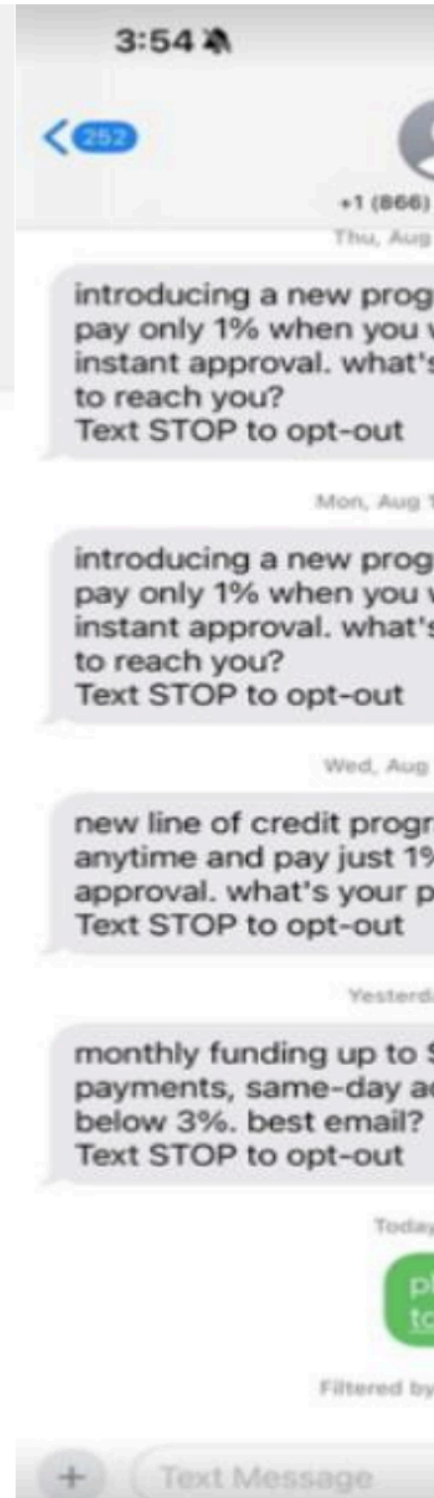 3:54
252
+1 (866)
Thu, Aug
introducing a new prog
pay only 1% when you
instant approval. what's
to reach you?
Text STOP to opt-out
Mon, Aug 1
introducing a new prog
pay only 1% when you
instant approval. what's
to reach you?
Text STOP to opt-out
Wed, Aug
new line of credit progr
anytime and pay just 1%
approval. what's your p
Text STOP to opt-out
Yesterd
monthly funding up to $
payments, same-day a
below 3%. best email?
Text STOP to opt-out
Today
pl
to
Filtered by
Text Message